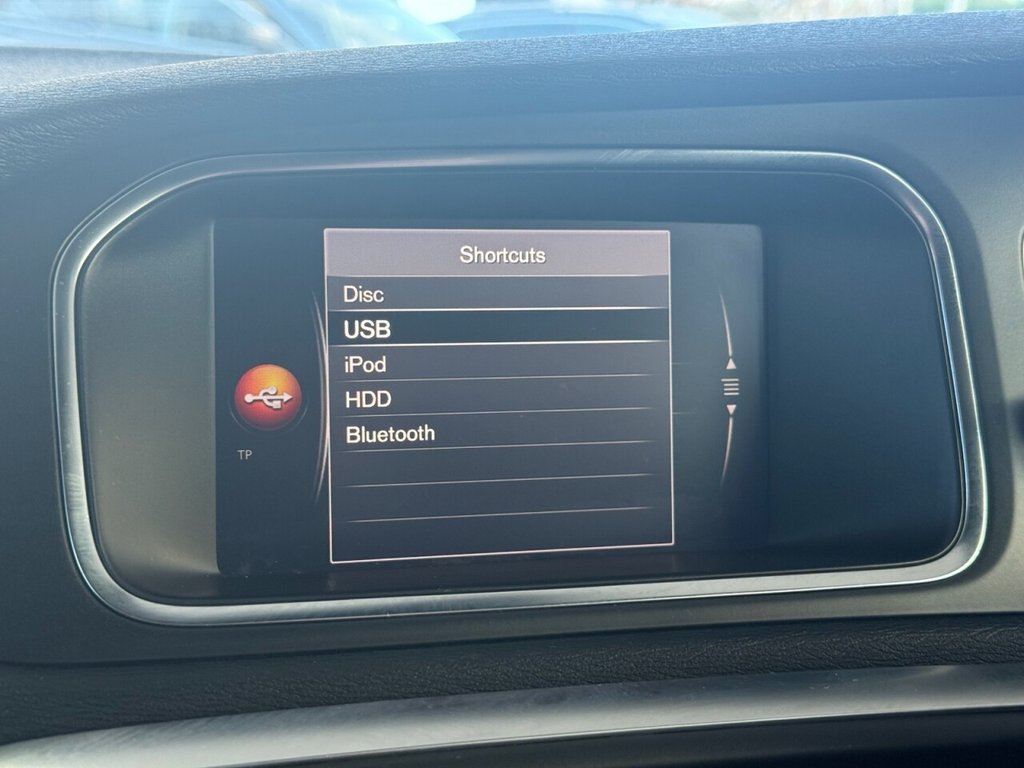 Shortcuts
Disc
USB
iPod
HDD
Bluetooth
TP